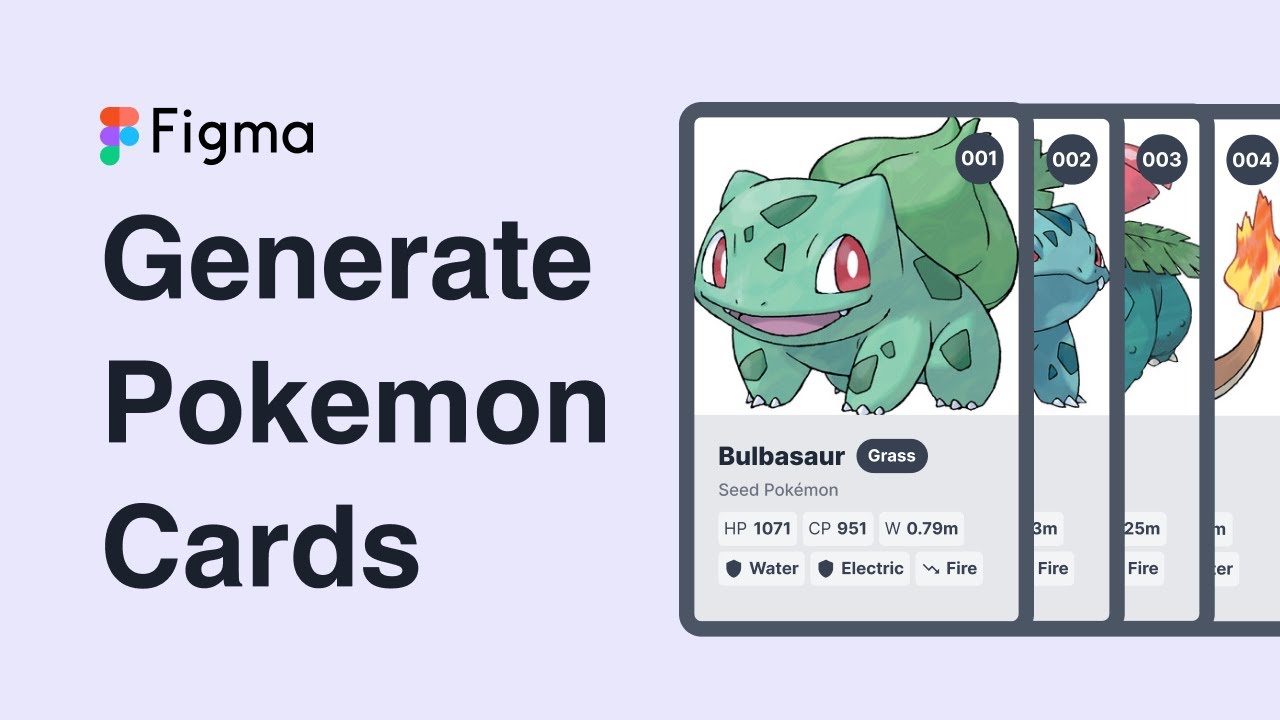 Figma
Generate
Pokemon
Cards
001
002
003
004
Bulbasaur Grass
Seed Pokémon
HP 1071 CP 951 W 0.79m
Water Electric Fire
3m
Fire
25m
Fire
m